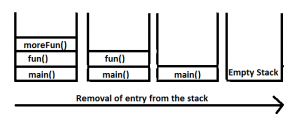 moreFun()
fun()
main()
fun()
main()
main()
Empty Stack
Removal of entry from the stack